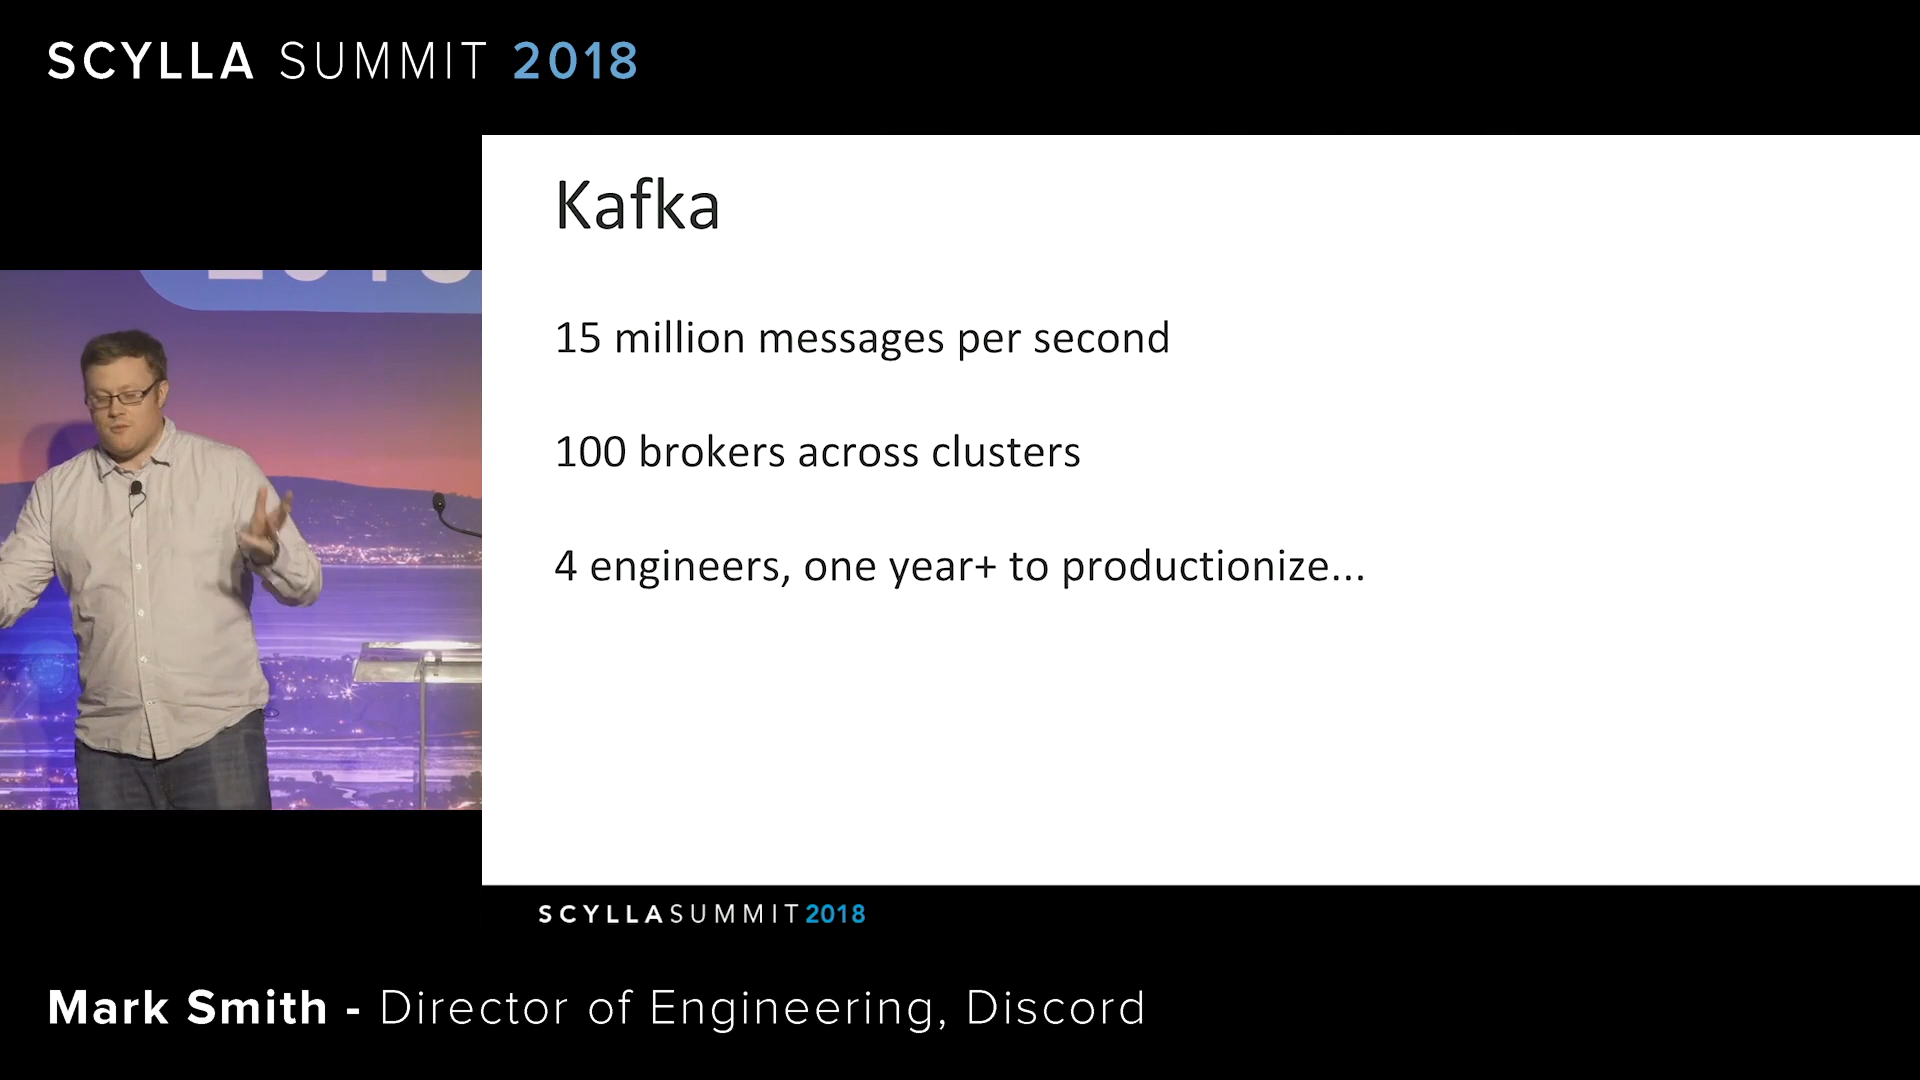 SCYLLA SUMMIT 2018
Kafka
15 million messages per second
100 brokers across clusters
4 engineers, one year+ to productionize...
SCYLLASUMMIT2018
Mark Smith - Director of Engineering, Discord